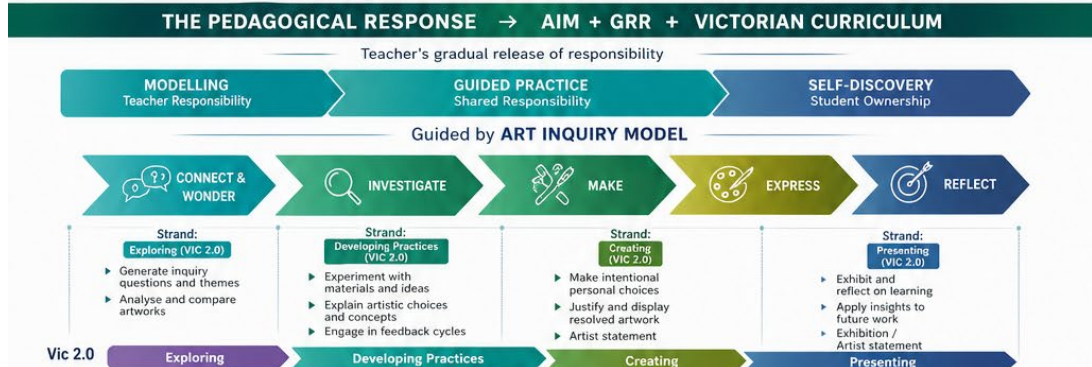 THE PEDAGOGICAL RESPONSE → AIM + GRR + VICTORIAN CURRICULUM
Teacher's gradual release of responsibility
MODELLING
Teacher Responsibility
GUIDED PRACTICE
Shared Responsibility
SELF-DISCOVERY
Student Ownership
Guided by ART INQUIRY MODEL
CONNECT &
WONDER
INVESTIGATE
MAKE
EXPRESS
REFLECT
Strand:
Exploring (VIC 2.0)
▸ Generate inquiry
questions and themes
▸ Analyse and compare
artworks
Strand:
Developing Practices
(VIC 2.0)
▸ Experiment with
materials and ideas
▸ Explain artistic choices
and concepts
▸ Engage in feedback cycles
Strand:
Creating
(VIC 2.0)
▸ Make intentional
personal choices
▸ Justify and display
resolved artwork
▸ Artist statement
Strand:
Presenting
(VIC 2.0)
▸ Exhibit and
reflect on learning
▸ Apply insights to
future work
▸ Exhibition /
Artist statement
Vic 2.0
Exploring
Developing Practices
Creating
Presenting